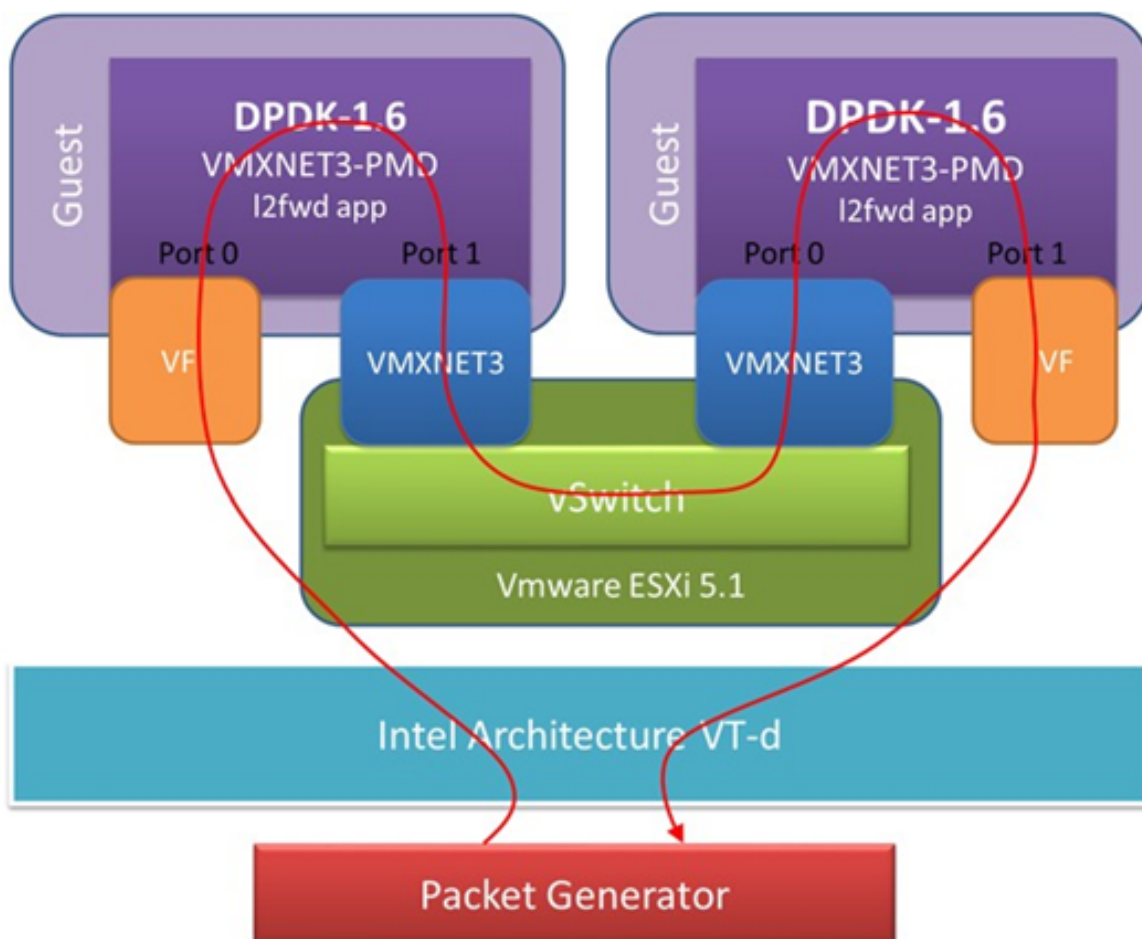 Guest
DPDK-1.6
VMXNET3-PMD
l2fwd app
Port 0
Port 1
VF
VMXNET3
Guest
DPDK-1.6
VMXNET3-PMD
l2fwd app
Port 0
Port 1
VMXNET3
VF
vSwitch
Vmware ESXi 5.1
Intel Architecture VT-d
Packet Generator